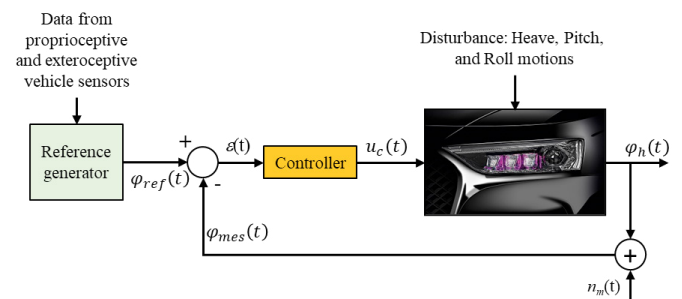 Data from
proprioceptive
and exteroceptive
vehicle sensors
Disturbance: Heave, Pitch,
and Roll motions
Reference
generator
φ_ref(t)
+
-
ε(t)
Controller
u_c(t)
φ_h(t)
φ_mes(t)
+
n_m(t)